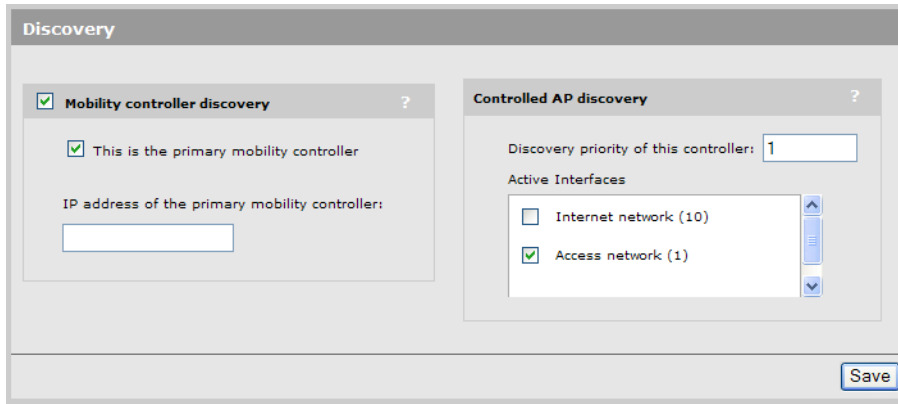 Discovery
Mobility controller discovery ?
This is the primary mobility controller
IP address of the primary mobility controller:
Controlled AP discovery ?
Discovery priority of this controller: 1
Active Interfaces
Internet network (10)
Access network (1)
Save